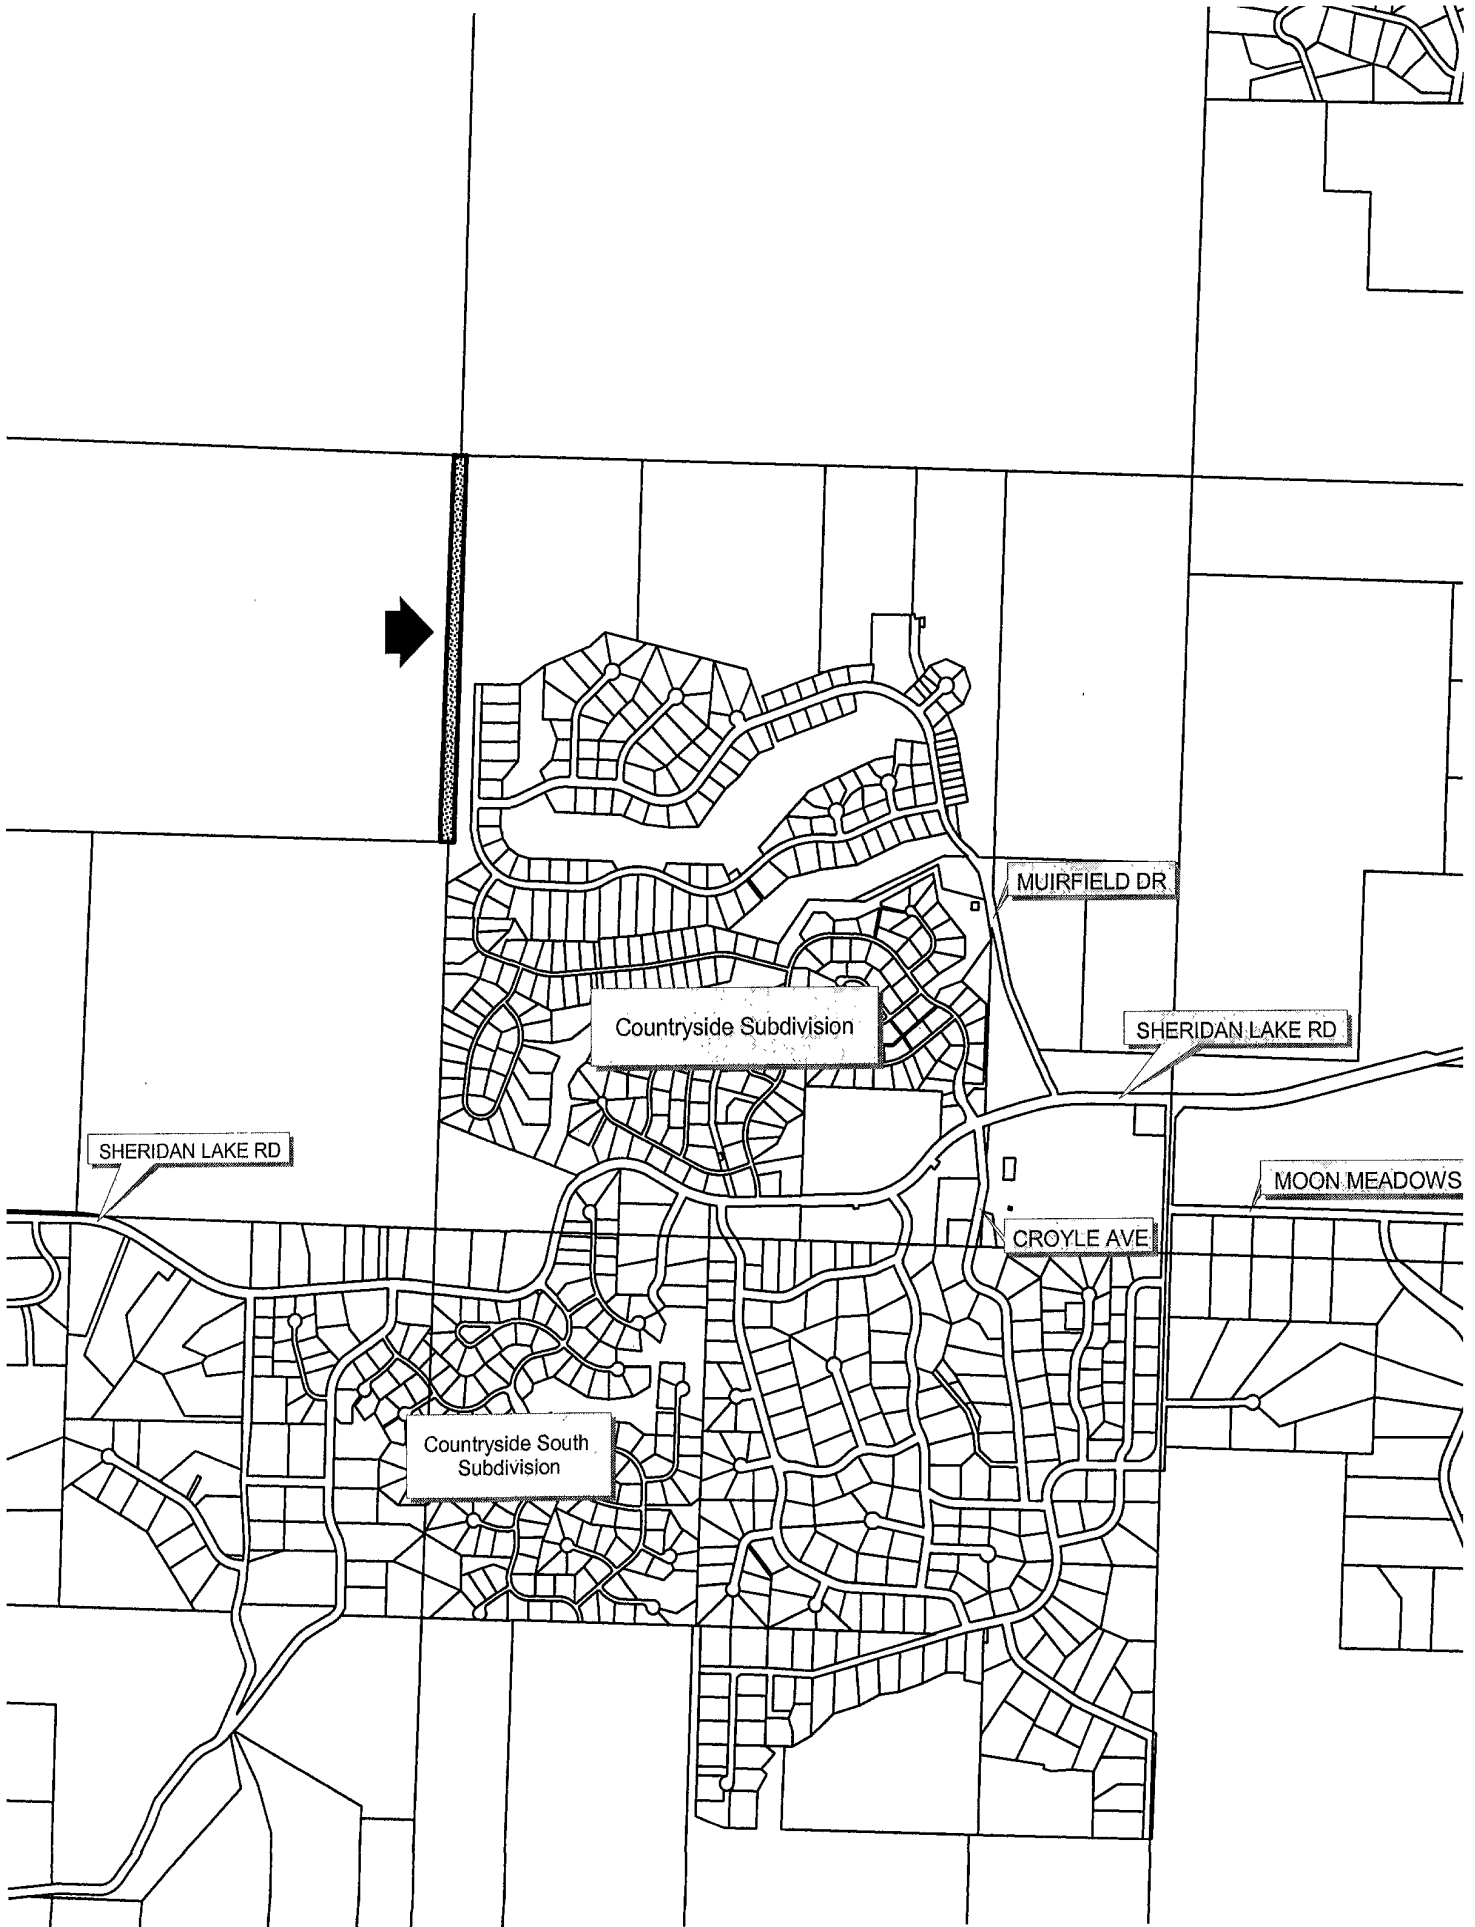 MUIRFIELD DR
Countryside Subdivision
SHERIDAN LAKE RD
SHERIDAN LAKE RD
MOON MEADOWS
CROYLE AVE
Countryside South
Subdivision